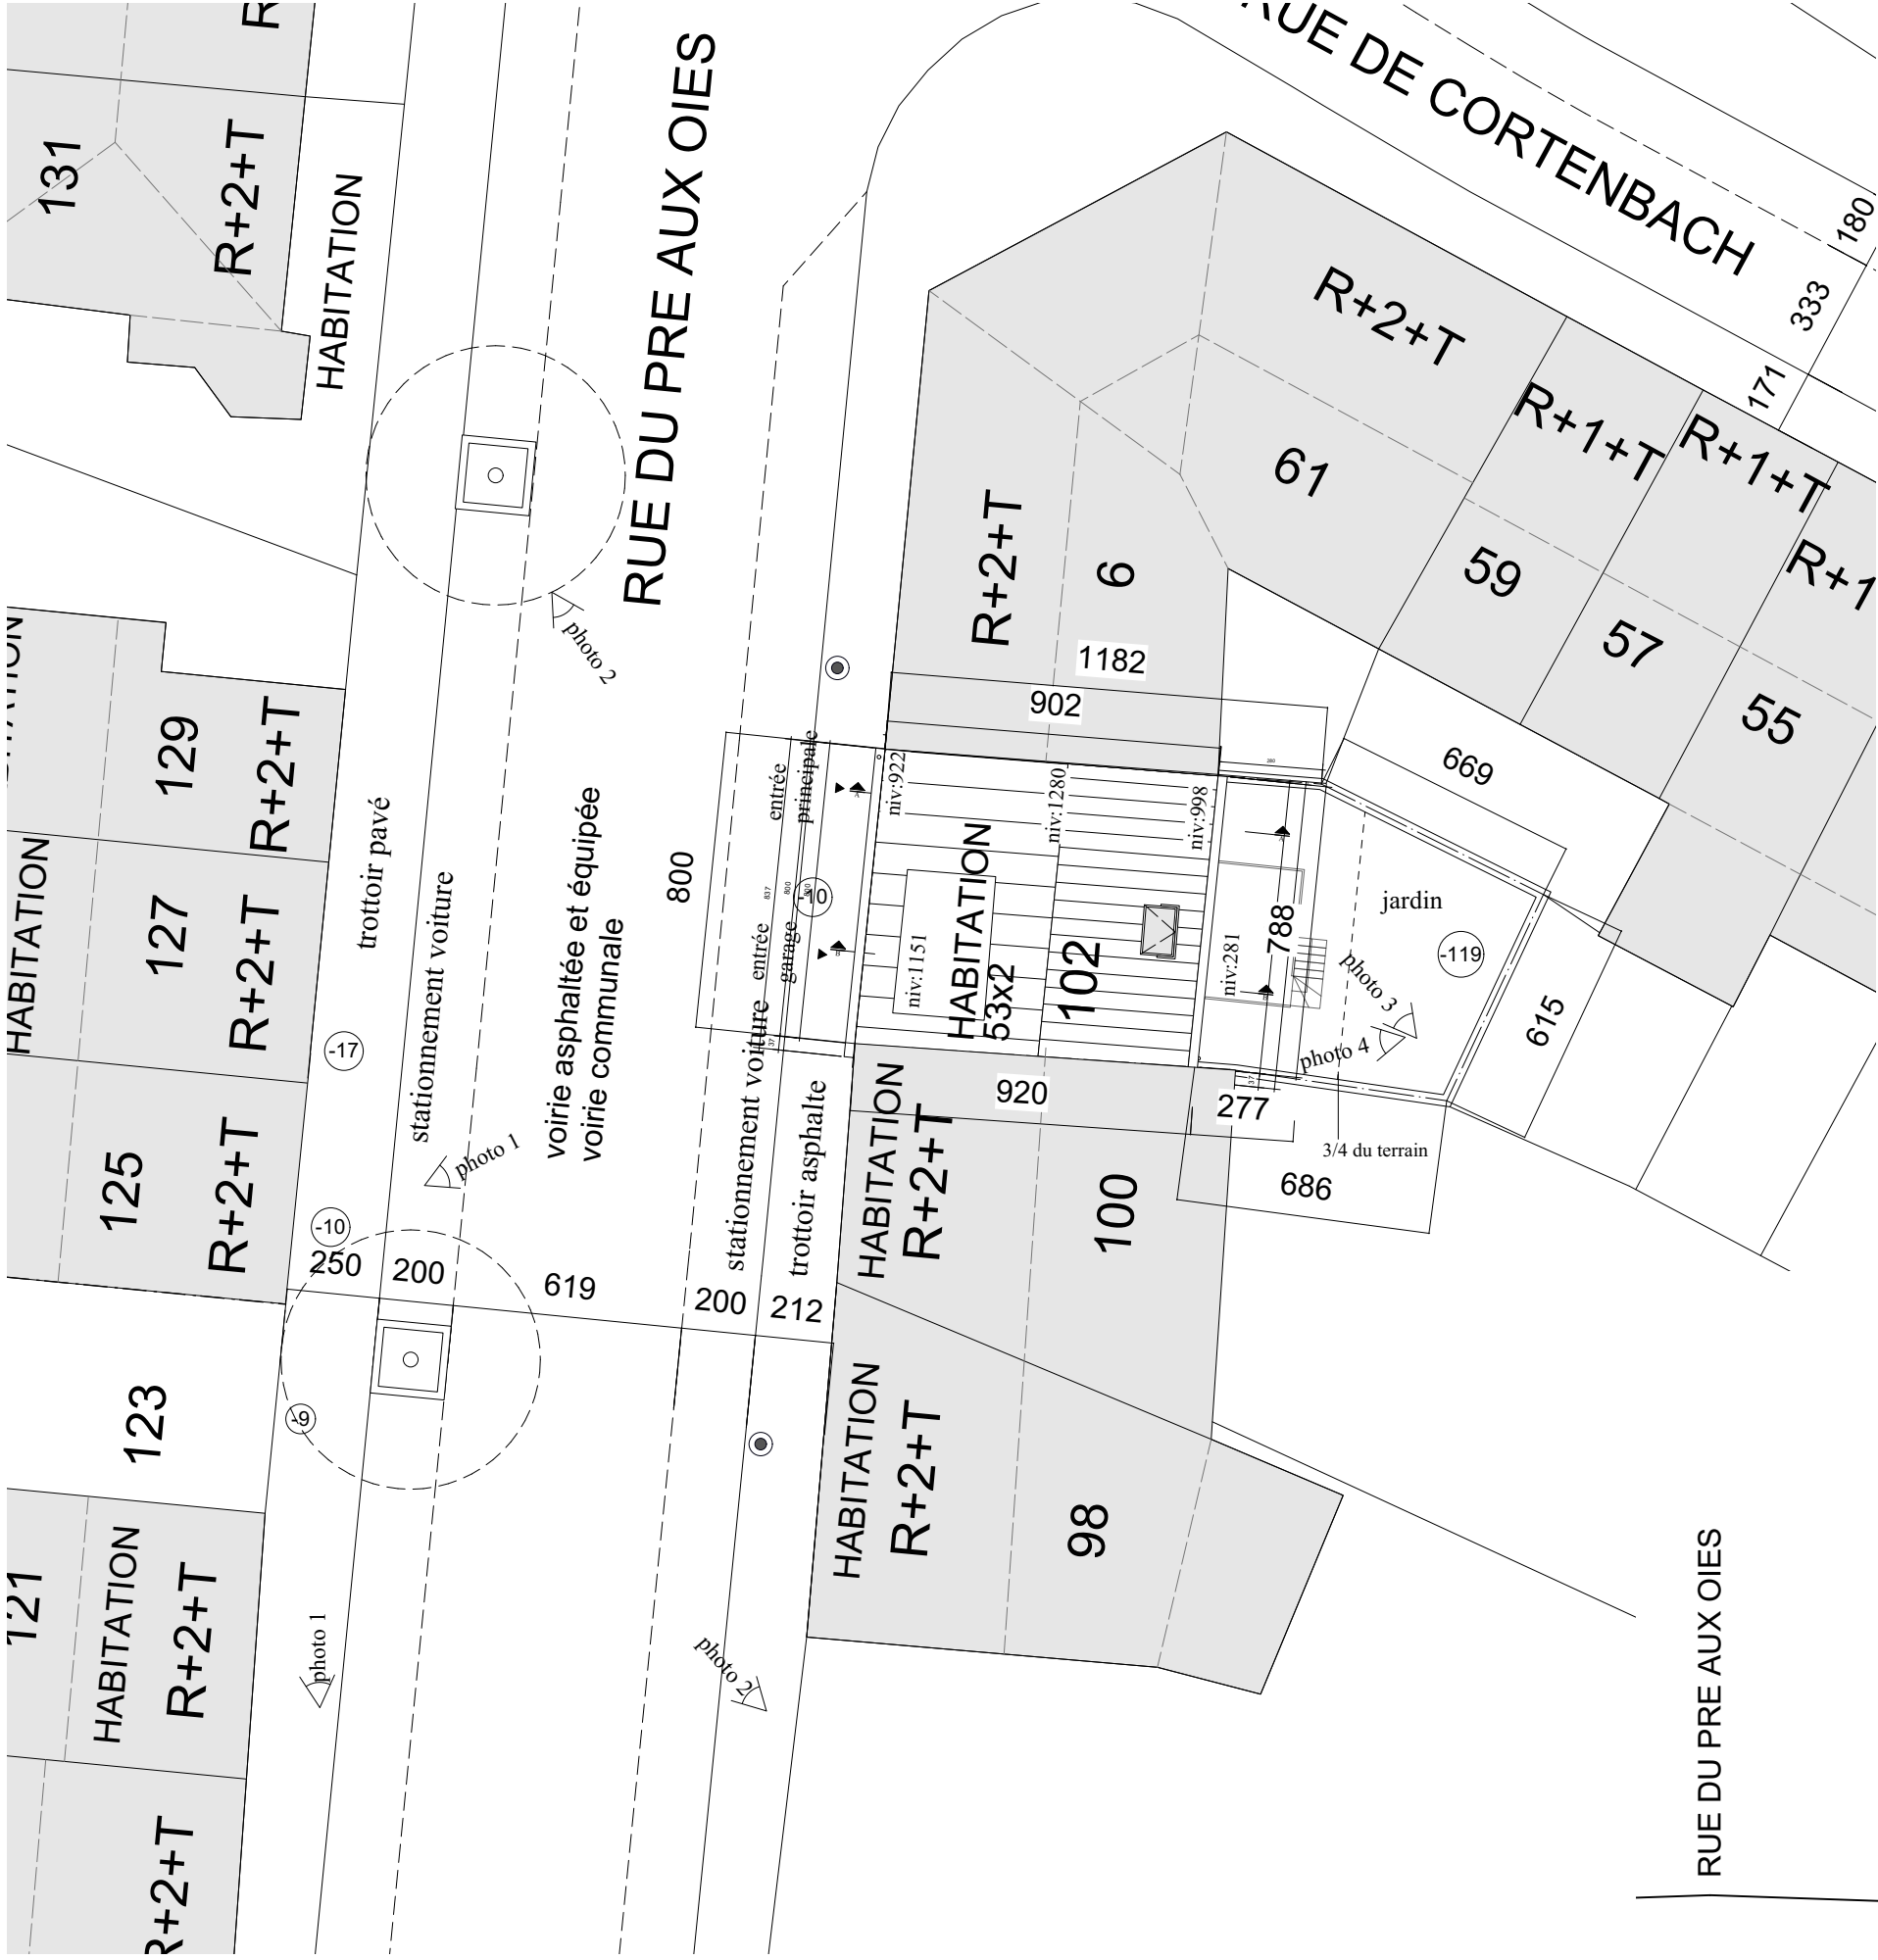 RUE DE CORTENBACH
180
333
171
RUE DU PRE AUX OIES
131
R+2+T
HABITATION
R+2+T
61
R+1+T
59
R+1+T
57
R+1
55
R+2+T
6
photo 2
1182
902
669
129
R+2+T
HABITATION
127
R+2+T
125
R+2+T
trottoir pavé
-17
stationnement voiture
voirie asphaltée et équipée
voirie communale
photo 1
-10
250
200
619
200
212
800
entrée
principale
837
800
-10
entrée
garage
stationnement voiture
trottoir asphalte
niv:922
niv:1280
niv:998
niv:1151
HABITATION
53x2
102
niv:281
788
jardin
-119
photo 3
photo 4
615
3/4 du terrain
920
277
686
HABITATION
R+2+T
100
HABITATION
R+2+T
98
123
-9
121
HABITATION
R+2+T
photo 1
photo 2
R+2+T
RUE DU PRE AUX OIES